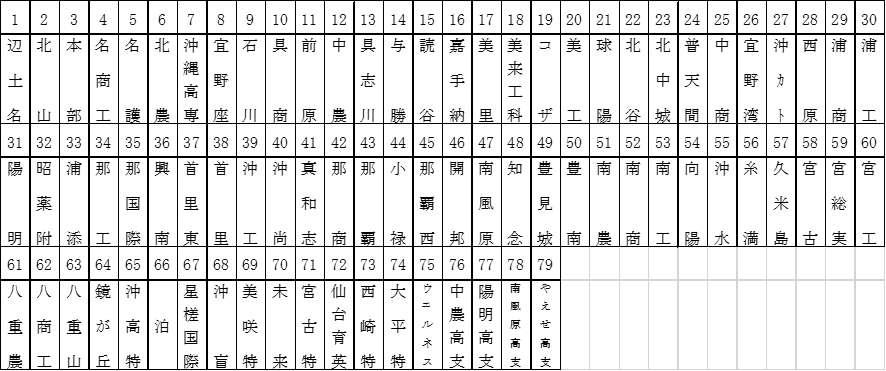 1 2 3 4 5 6 7 8 9 10 11 12 13 14 15 16 17 18 19 20 21 22 23 24 25 26 27 28 29 30
辺土名 北山 本部 名商工 名護 北農 沖縄高専 宜野座 石川 具商 前原 中農 具志川 与勝 読谷 嘉手納 美里 美来工科 コザ 美工 球陽 北谷 北中城 普天間 中商 宜野湾 沖カト 西原 浦商 浦工
31 32 33 34 35 36 37 38 39 40 41 42 43 44 45 46 47 48 49 50 51 52 53 54 55 56 57 58 59 60
陽明 昭薬附 浦添 那工 那国際 興南 首里東 首里 沖工 沖尚 真和志 那商 那覇 小禄 那覇西 開邦 南風原 知念 豊見城 豊南 南農 南商 南工 向陽 沖水 糸満 久米島 宮古 宮総実 宮工
61 62 63 64 65 66 67 68 69 70 71 72 73 74 75 76 77 78 79
八重農 八商工 八重山 鏡が丘 沖高特 泊 星槎国際 沖盲 美咲特 未来 宮古特 仙台育英 西崎特 大平特 ウエルネス 中農高支 陽明高支 南風原高支 やえせ高支